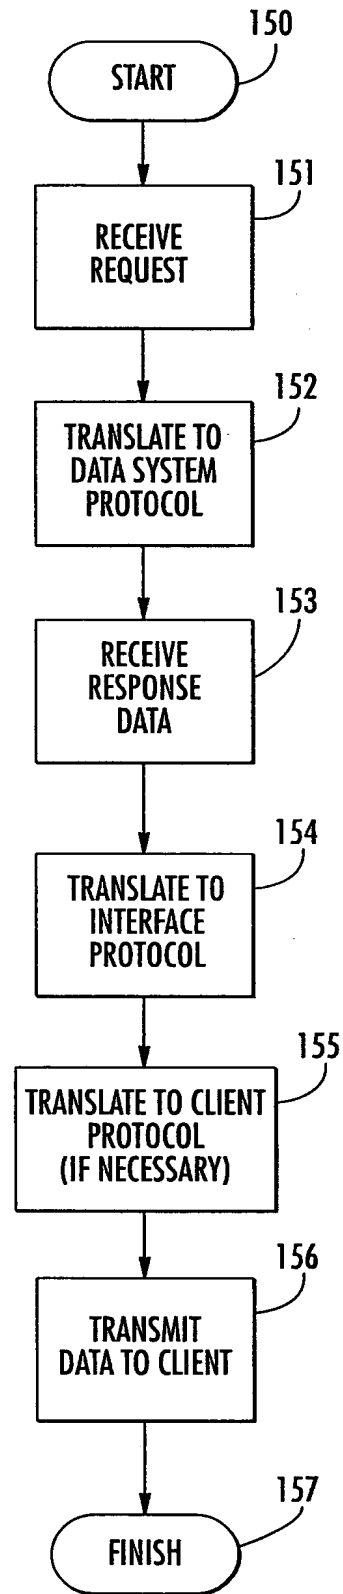 150
START
151
RECEIVE
REQUEST
152
TRANSLATE TO
DATA SYSTEM
PROTOCOL
153
RECEIVE
RESPONSE
DATA
154
TRANSLATE TO
INTERFACE
PROTOCOL
155
TRANSLATE TO CLIENT
PROTOCOL
(IF NECESSARY)
156
TRANSMIT
DATA TO CLIENT
157
FINISH